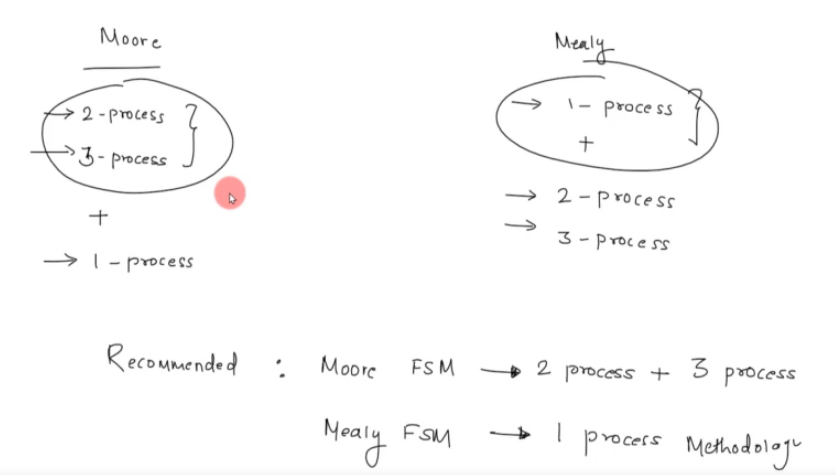 Moore
→ 2-process
→ 3-process
+
→ 1-process
Mealy
→ 1-process
+
→ 2-process
→ 3-process
Recommended : Moore FSM → 2 process + 3 process
Mealy FSM → 1 process Methodology